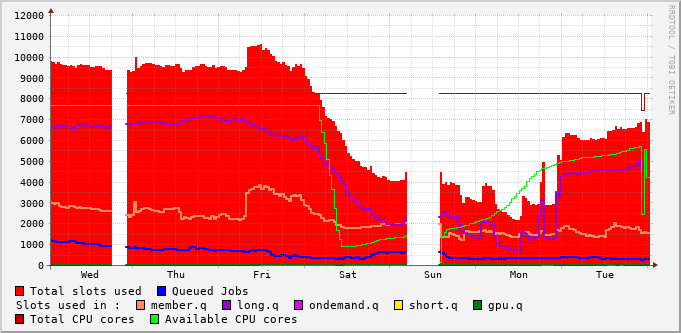 12000
11000
10000
9000
8000
7000
6000
5000
4000
3000
2000
1000
0
Wed Thu Fri Sat Sun Mon Tue
Total slots used Queued Jobs
Slots used in : member.q long.q ondemand.q short.q gpu.q
Total CPU cores Available CPU cores
RRDTOOL / TOBI OETIKER